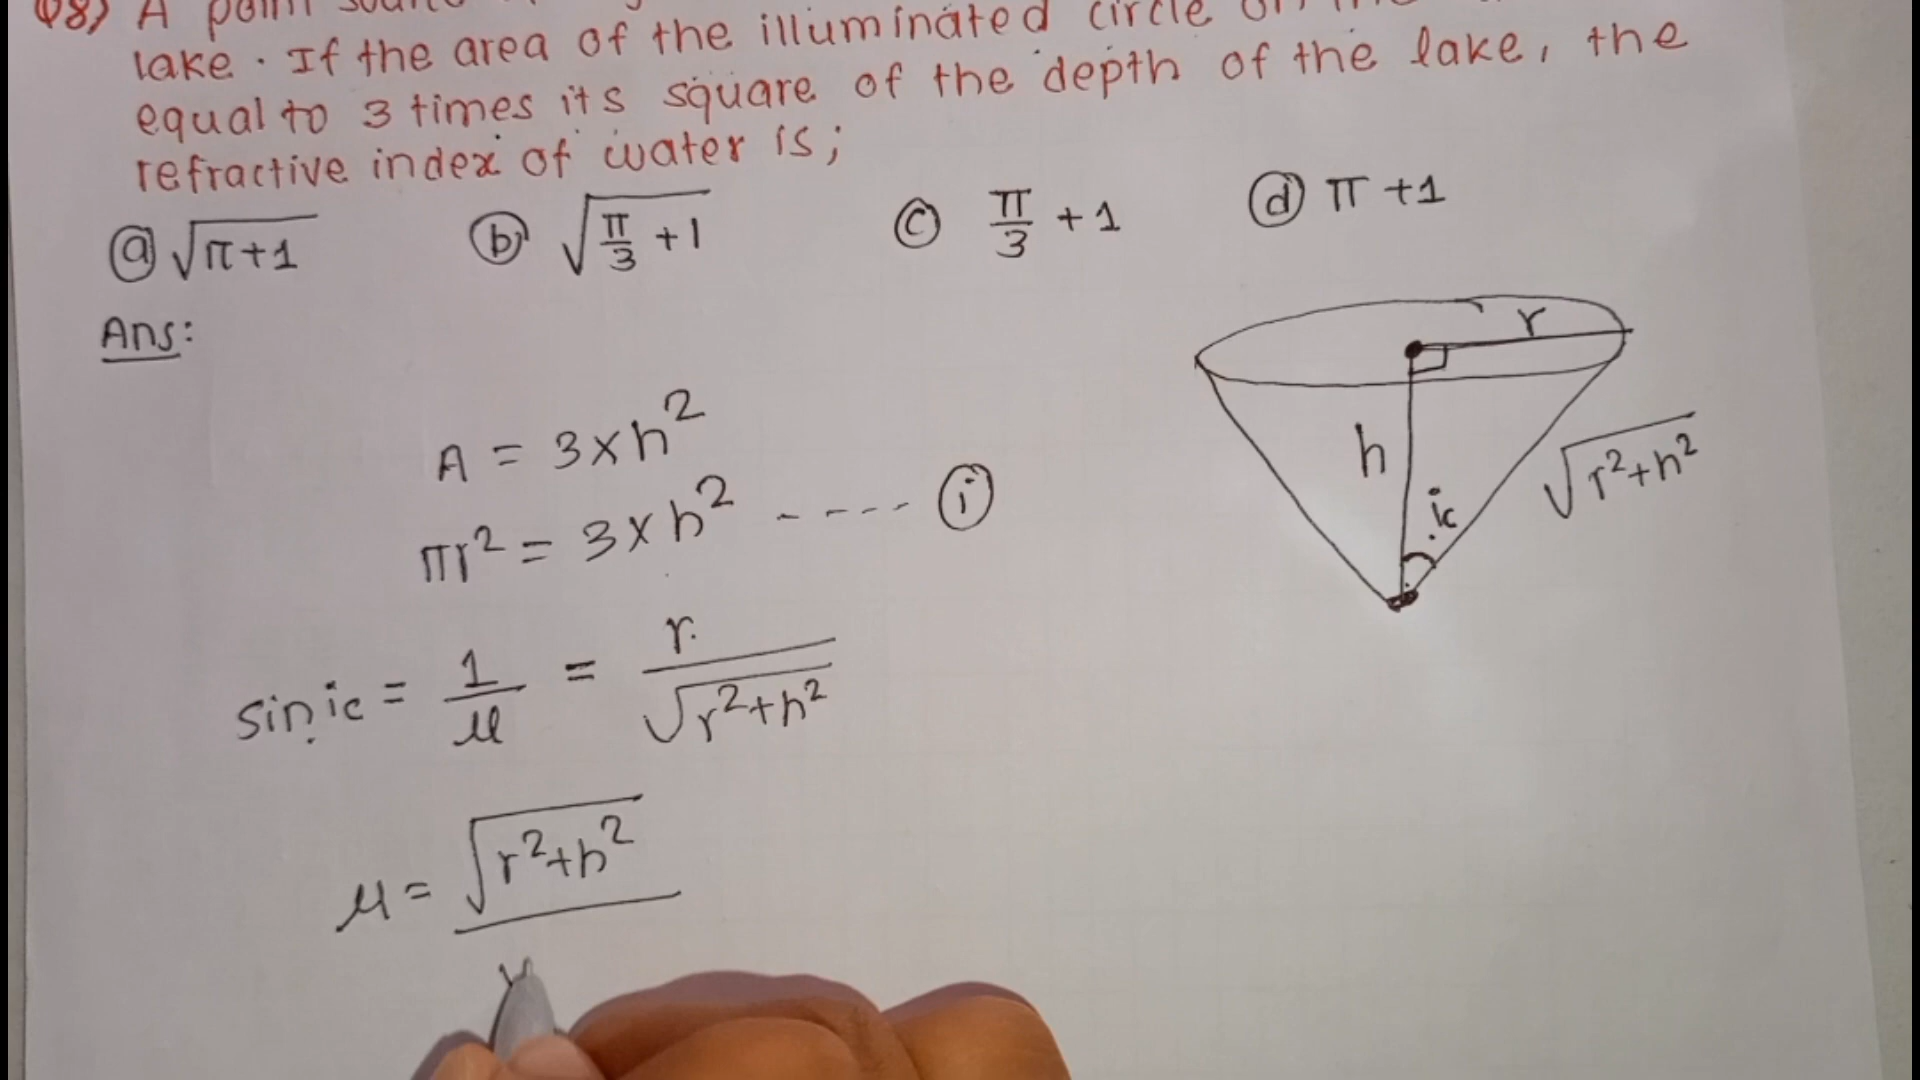 Q8) A point
lake. If the area of the illuminated circle
equal to 3 times its square of the depth of the lake, the
refractive index of water is;
(a) √(π+1) (b) √(π/3 +1) (c) π/3 +1 (d) π +1
Ans:
r
A = 3×h²
h
√(r²+h²)
πr² = 3×h² ---- (i)
ic
sin ic = 1/μ = r/√(r²+h²)
μ = √(r²+h²)